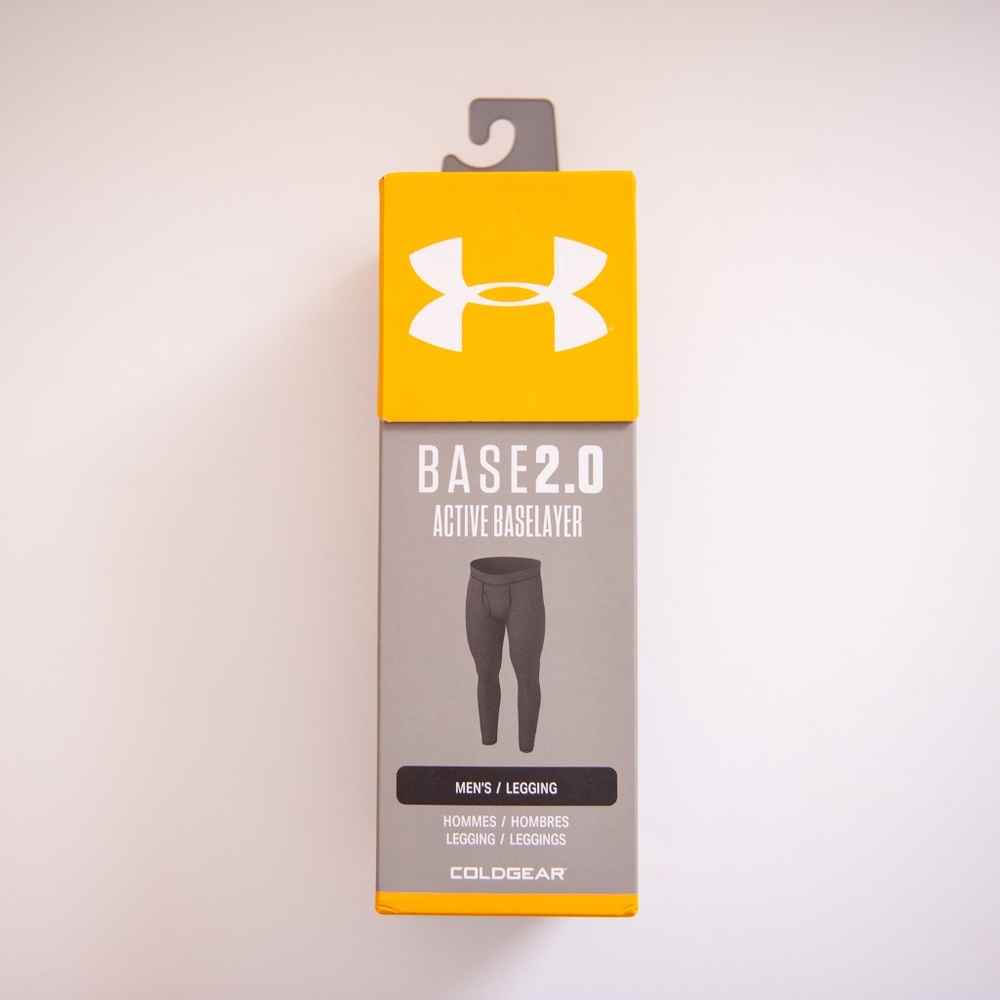 BASE2.0
ACTIVE BASELAYER
MEN'S / LEGGING
HOMMES / HOMBRES
LEGGING / LEGGINGS
COLDGEAR